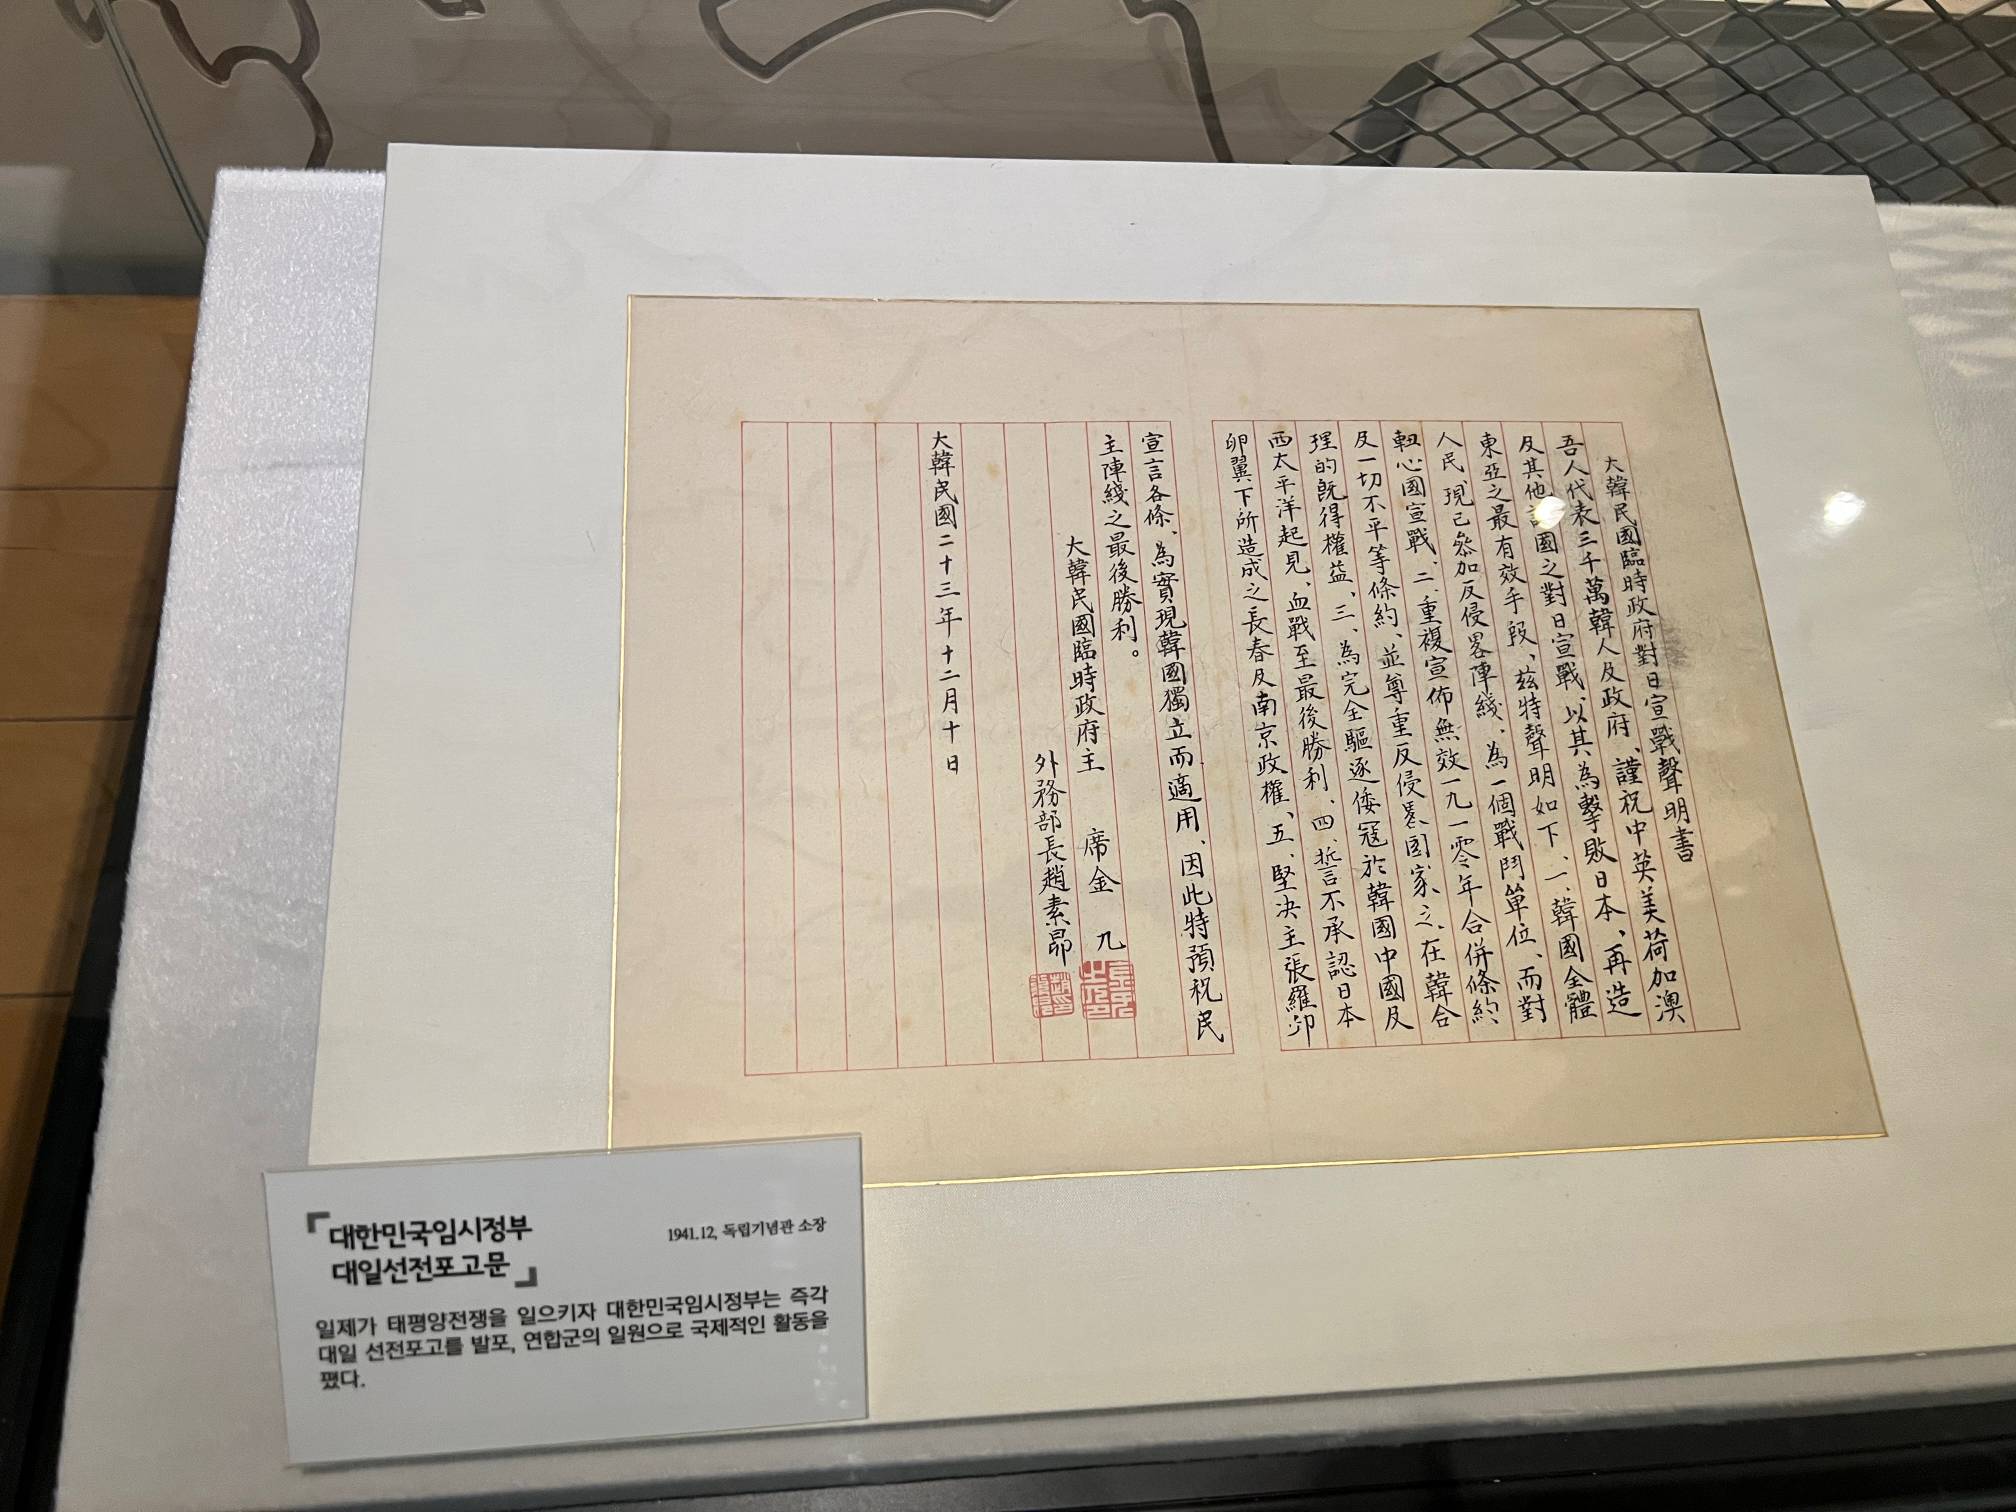 大韓民國臨時政府對日宣戰聲明書
吾人代表三千萬韓人及政府、謹祝中英美荷加澳
及其他 國之對日宣戰、以其為擊敗日本、再造
東亞之最有效手段、茲特聲明如下、一、韓國全體
人民、現已參加反侵畧陣綫、為一個戰鬥單位、而對
軸心國宣戰、二、重複宣佈無效一九一零年合併條約、
及一切不平等條約、並尊重反侵畧國家之、在韓合
理的既得權益、三、為完全驅逐倭寇於韓國中國及
西太平洋起見、血戰至最後勝利、四、誓言不承認日本
卵翼下所造成之長春及南京政權、五、堅決主張羅邱
宣言各條、為實現韓國獨立而適用、因此特預祝民
主陣綫之最後勝利。
大韓民國臨時政府主 席金 九
外務部長趙素昻
大韓民國二十三年十二月十日
「대한민국임시정부
대일선전포고문」
1941.12, 독립기념관 소장
일제가 태평양전쟁을 일으키자 대한민국임시정부는 즉각
대일 선전포고를 발포, 연합군의 일원으로 국제적인 활동을
폈다.